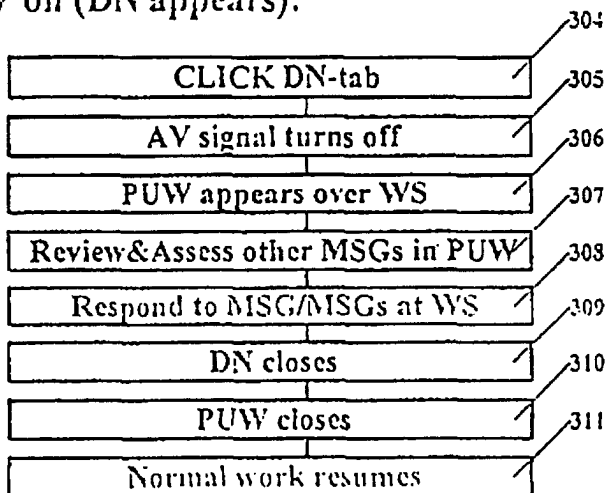 on (DN appears).
304
CLICK DN-tab
305
AV signal turns off
306
PUW appears over WS
307
Review&Assess other MSGs in PUW
308
Respond to MSG/MSGs at WS
309
DN closes
310
PUW closes
311
Normal work resumes